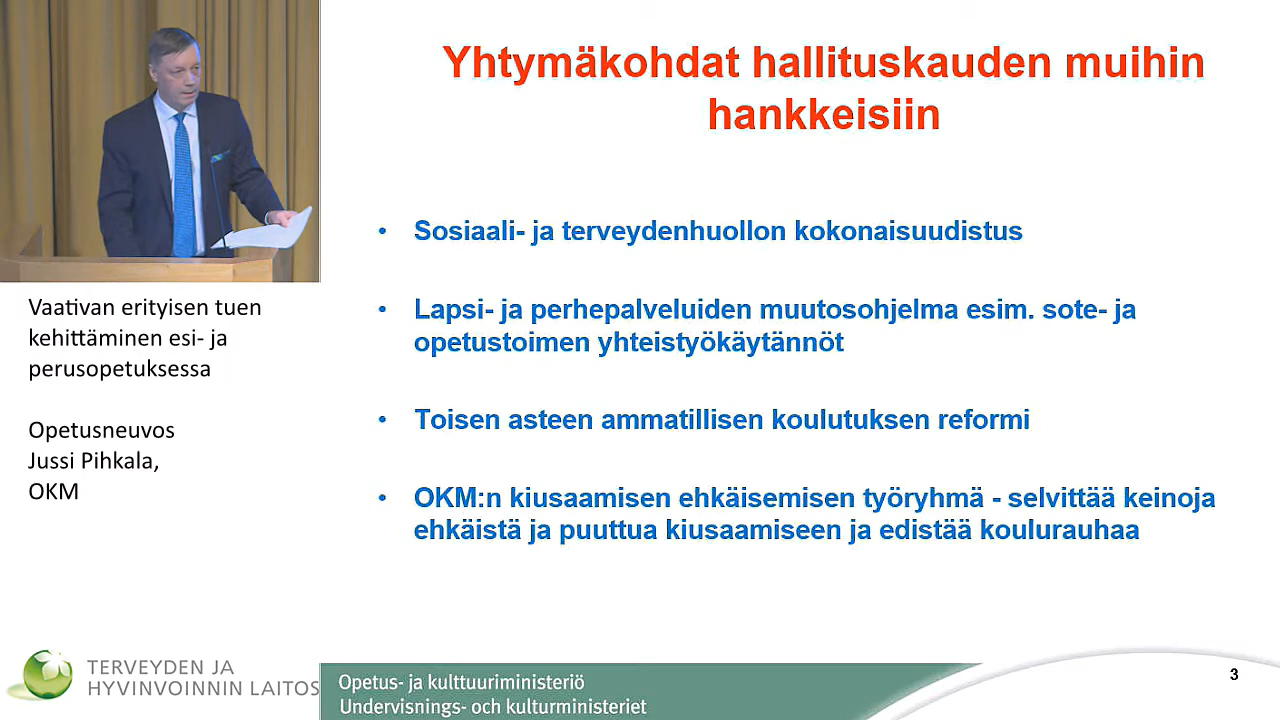 Yhtymäkohdat hallituskauden muihin
hankkeisiin
• Sosiaali- ja terveydenhuollon kokonaisuudistus
• Lapsi- ja perhepalveluiden muutosohjelma esim. sote- ja
opetustoimen yhteistyökäytännöt
• Toisen asteen ammatillisen koulutuksen reformi
• OKM:n kiusaamisen ehkäisemisen työryhmä - selvittää keinoja
ehkäistä ja puuttua kiusaamiseen ja edistää koulurauhaa
Vaativan erityisen tuen
kehittäminen esi- ja
perusopetuksessa
Opetusneuvos
Jussi Pihkala,
OKM
TERVEYDEN JA
HYVINVOINNIN LAITOS
Opetus- ja kulttuuriministeriö
Undervisnings- och kulturministeriet
3